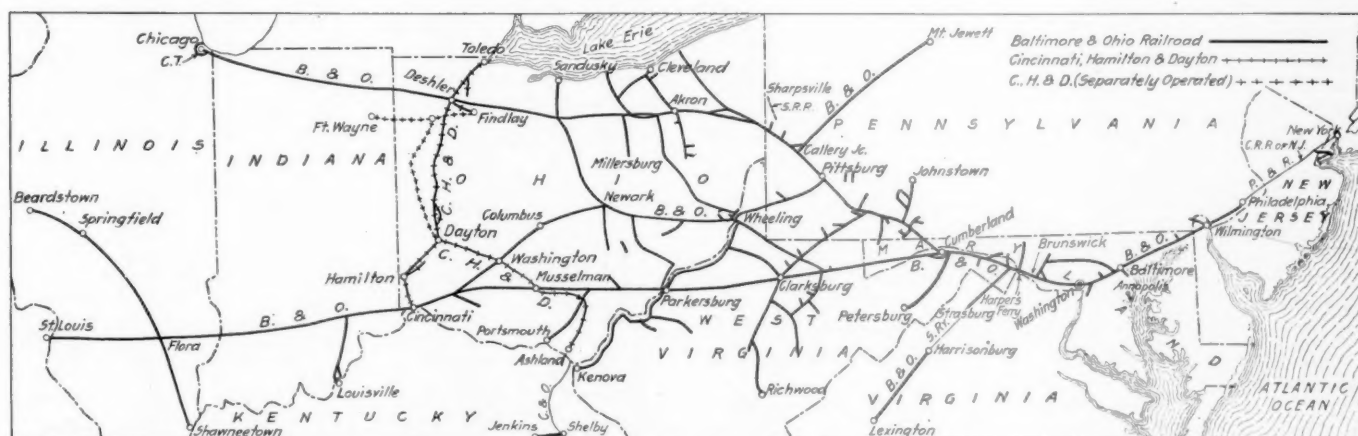 Chicago
C.T.
Toledo
Lake Erie
Mt. Jewett
Baltimore & Ohio Railroad
Cincinnati, Hamilton & Dayton
C. H. & D. (Separately Operated)
B. & O.
Deshler
Sandusky
Cleveland
Sharpsville
S.R.R.
B. & O.
PENNSYLVANIA
New York
C.R.R. OF N.J.
P. & R.
Ft. Wayne
Findlay
Akron
ILLINOIS
INDIANA
OHIO
C. H. & D.
Millersburg
Callery Jc.
Pittsburg
Johnstown
NEW
JERSEY
Philadelphia
Beardstown
Springfield
Columbus
Newark
B. & O.
Wheeling
Wilmington
Dayton
Washington
MARYLAND
Cumberland
Brunswick
B. & O.
Baltimore
Annapolis
Hamilton
C. H. & D.
Musselman
Clarksburg
B. & O.
Harpers
Ferry
Washington
Cincinnati
Parkersburg
Petersburg
Strasburg
S. Ry.
St. Louis
B. & O.
Flora
Portsmouth
WEST
VIRGINIA
Harrisonburg
D
Ashland
Kenova
Louisville
Richwood
B. & O.
VIRGINIA
ATLANTIC
OCEAN
KENTUCKY
C. & O.
Shawneetown
Jenkins
Shelby
Lexington